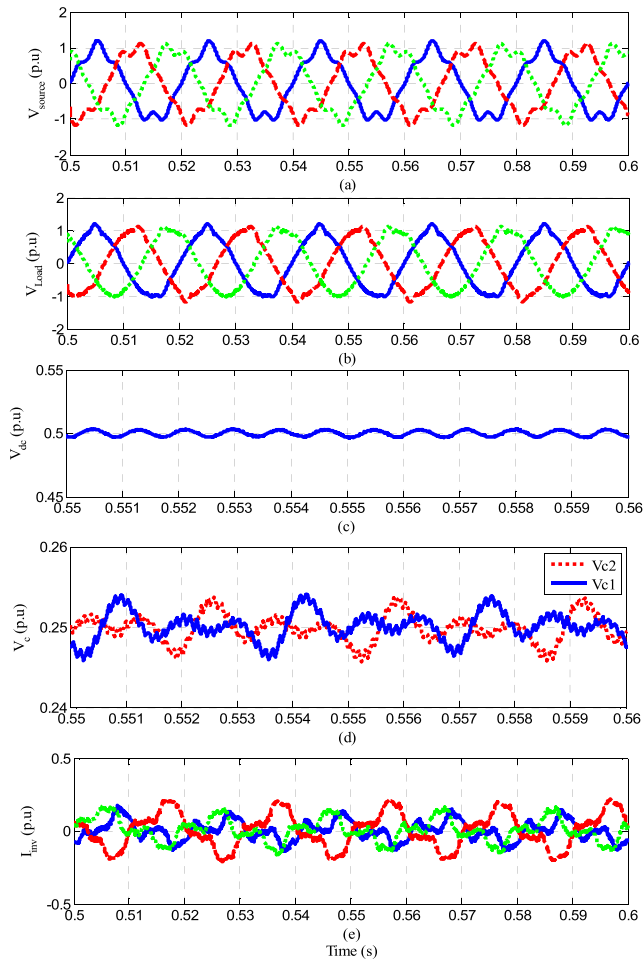 2
1
0
-1
-2
V_source (p.u)
0.5 0.51 0.52 0.53 0.54 0.55 0.56 0.57 0.58 0.59 0.6
(a)
2
1
0
-1
-2
V_Load (p.u)
0.5 0.51 0.52 0.53 0.54 0.55 0.56 0.57 0.58 0.59 0.6
(b)
0.55
0.5
0.45
V_dc (p.u)
0.55 0.551 0.552 0.553 0.554 0.555 0.556 0.557 0.558 0.559 0.56
(c)
0.26
0.25
0.24
V_c (p.u)
Vc2
Vc1
0.55 0.551 0.552 0.553 0.554 0.555 0.556 0.557 0.558 0.559 0.56
(d)
0.5
0
-0.5
I_inv (p.u)
0.5 0.51 0.52 0.53 0.54 0.55 0.56 0.57 0.58 0.59 0.6
(e)
Time (s)